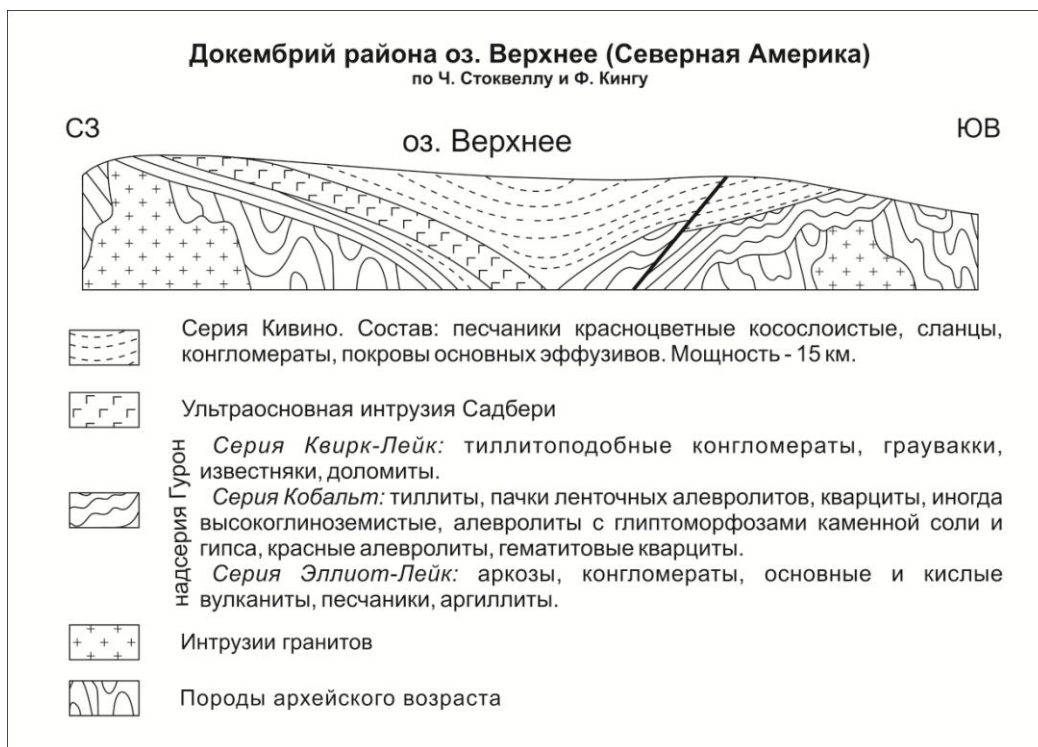 Докембрий района оз. Верхнее (Северная Америка)
по Ч. Стоквеллу и Ф. Кингу
СЗ
оз. Верхнее
ЮВ
Серия Кивино. Состав: песчаники красноцветные косослоистые, сланцы,
конгломераты, покровы основных эффузивов. Мощность - 15 км.
Ультраосновная интрузия Садбери
надсерия Гурон
Серия Квирк-Лейк: тиллитоподобные конгломераты, граувакки,
известняки, доломиты.
Серия Кобальт: тиллиты, пачки ленточных алевролитов, кварциты, иногда
высокоглиноземистые, алевролиты с глиптоморфозами каменной соли и
гипса, красные алевролиты, гематитовые кварциты.
Серия Эллиот-Лейк: аркозы, конгломераты, основные и кислые
вулканиты, песчаники, аргиллиты.
Интрузии гранитов
Породы архейского возраста